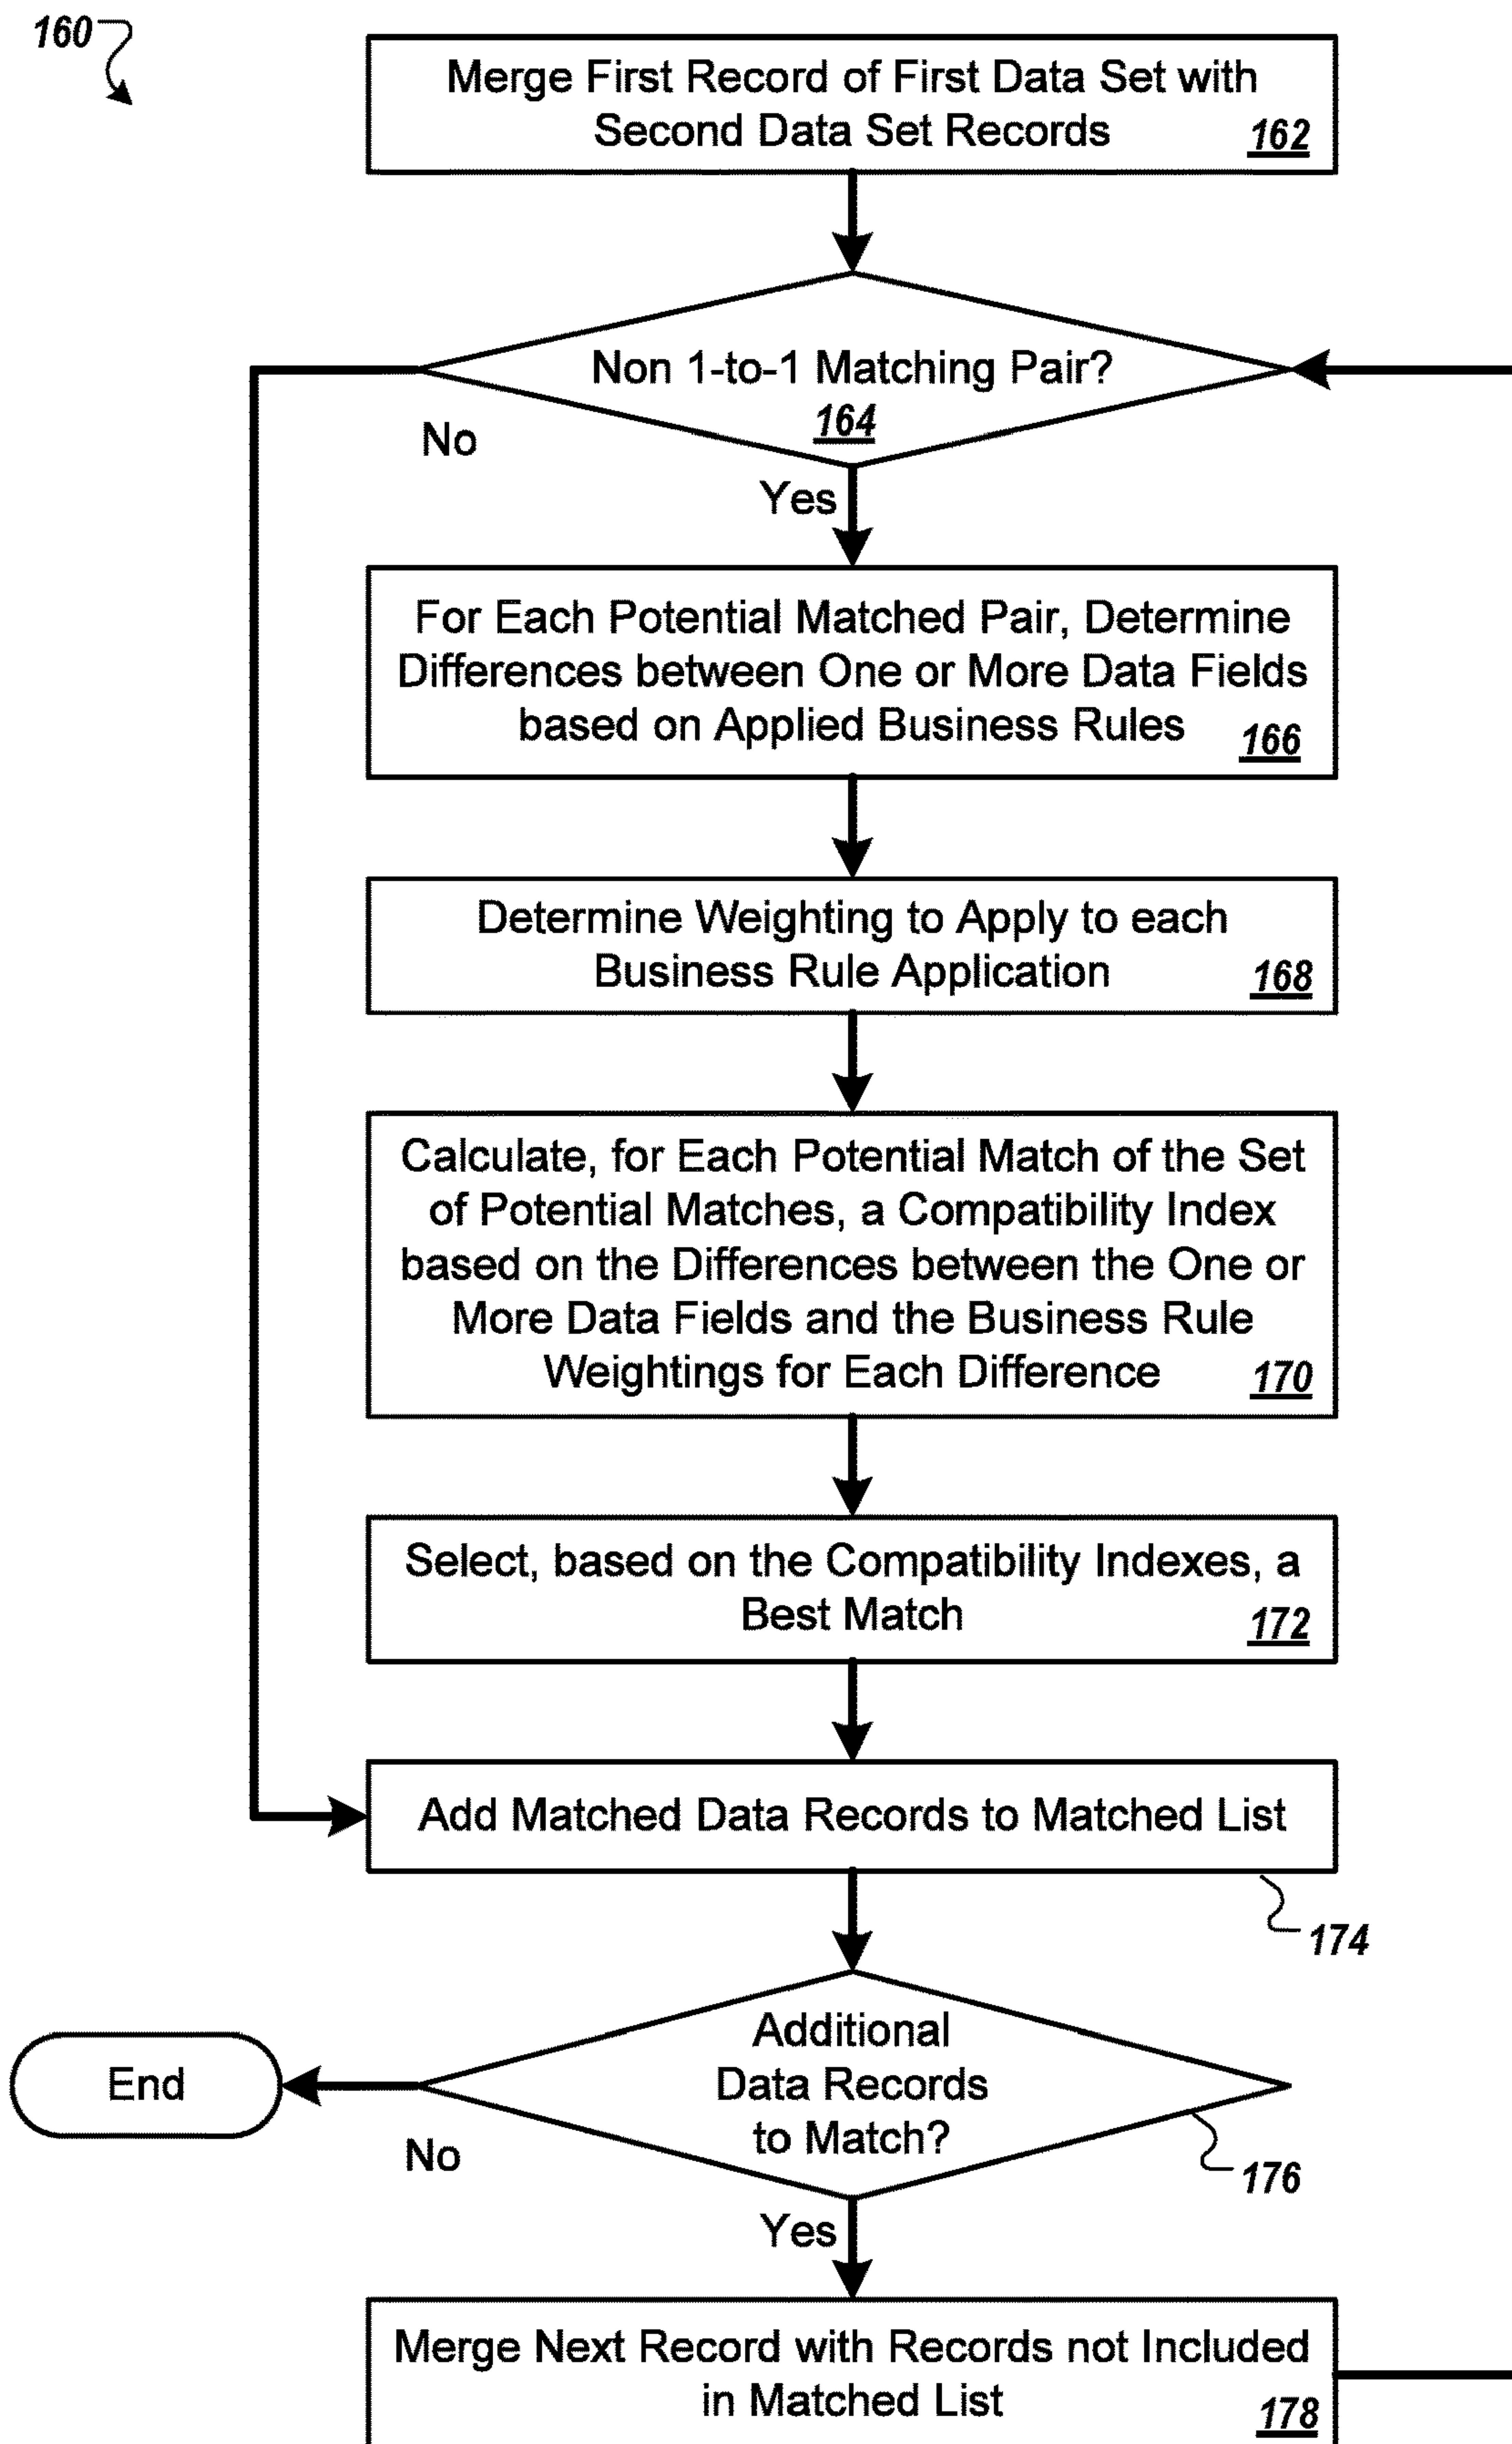 160
Merge First Record of First Data Set with
Second Data Set Records 162
Non 1-to-1 Matching Pair?
164
No
Yes
For Each Potential Matched Pair, Determine
Differences between One or More Data Fields
based on Applied Business Rules 166
Determine Weighting to Apply to each
Business Rule Application 168
Calculate, for Each Potential Match of the Set
of Potential Matches, a Compatibility Index
based on the Differences between the One or
More Data Fields and the Business Rule
Weightings for Each Difference 170
Select, based on the Compatibility Indexes, a
Best Match 172
Add Matched Data Records to Matched List
174
Additional
Data Records
to Match?
End
No
176
Yes
Merge Next Record with Records not Included
in Matched List 178